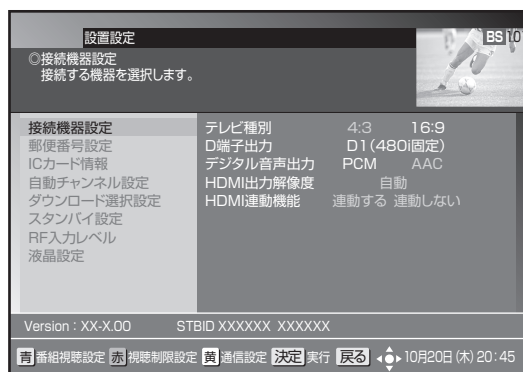 設置設定
BS 10
◎接続機器設定
接続する機器を選択します。
接続機器設定
郵便番号設定
ICカード情報
自動チャンネル設定
ダウンロード選択設定
スタンバイ設定
RF入力レベル
液晶設定
テレビ種別 4:3 16:9
D端子出力 D1(480i固定)
デジタル音声出力 PCM AAC
HDMI出力解像度 自動
HDMI連動機能 連動する 連動しない
Version:XX-X.00 STBID XXXXXX XXXXXX
青 番組視聴設定 赤 視聴制限設定 黄 通信設定 決定 実行 戻る 10月20日(木)20:45